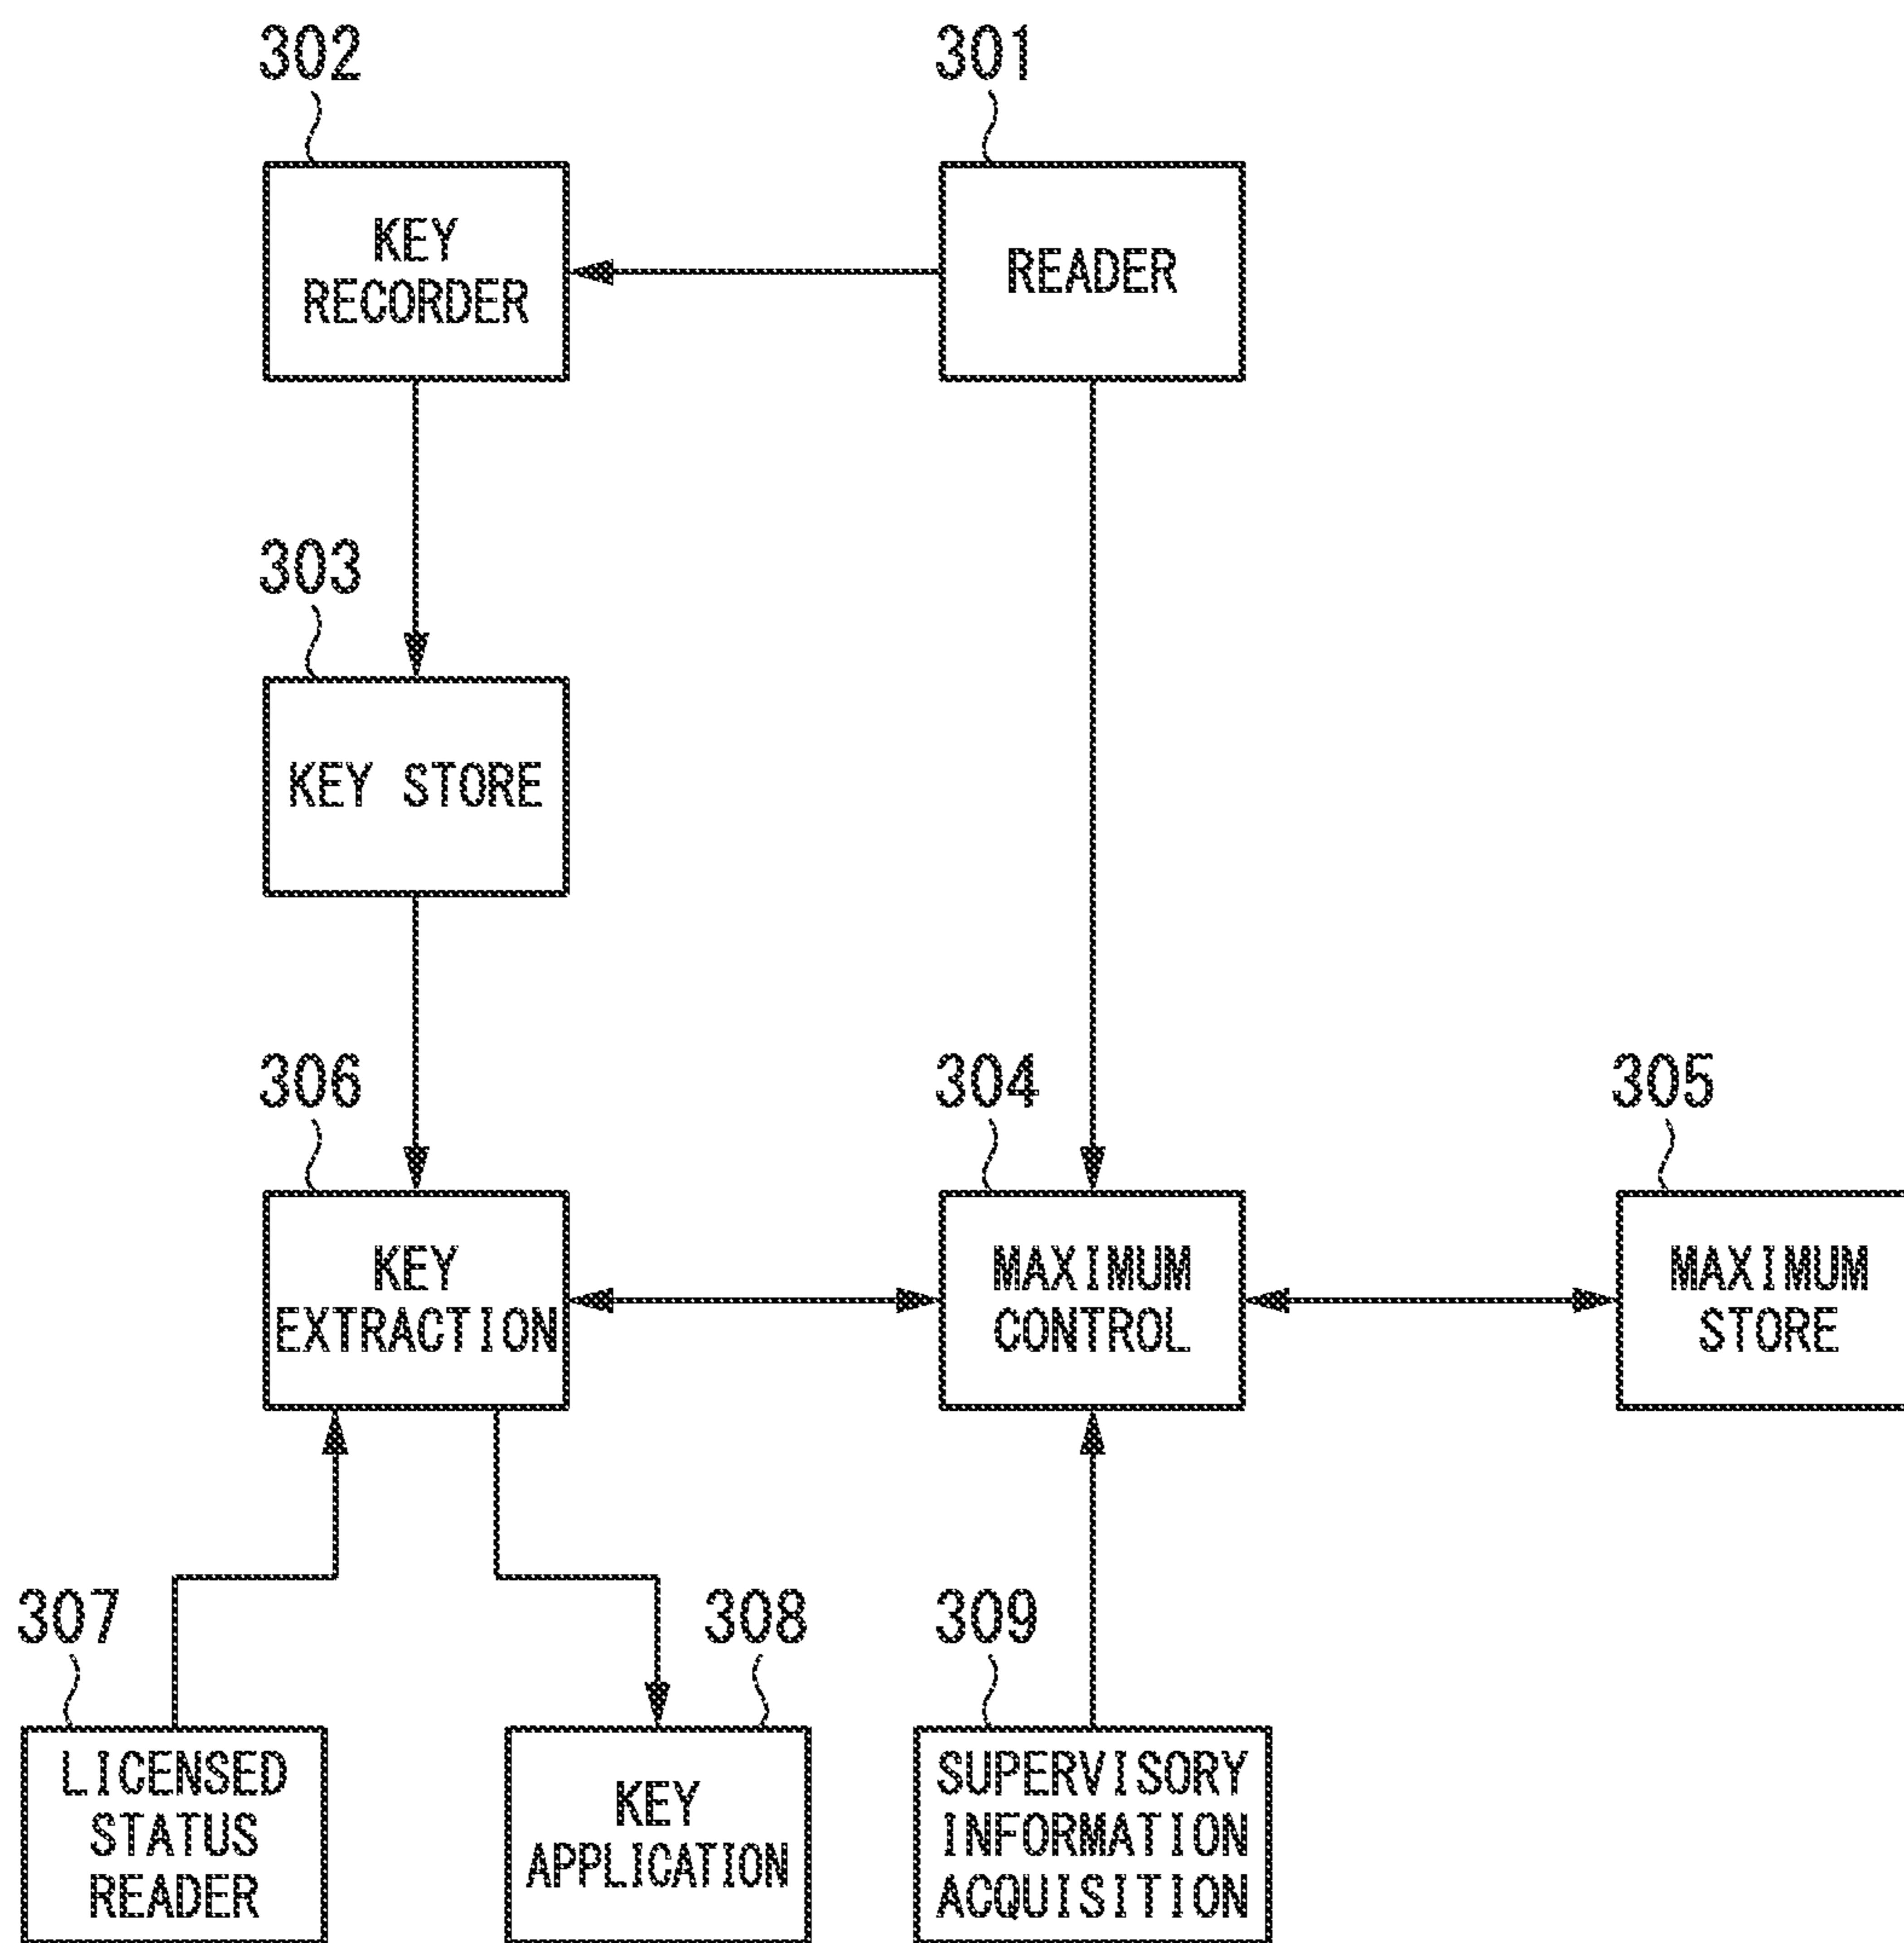 302
301
KEY
RECORDER
READER
303
KEY STORE
306
304
305
KEY
EXTRACTION
MAXIMUM
CONTROL
MAXIMUM
STORE
307
308
309
LICENSED
STATUS
READER
KEY
APPLICATION
SUPERVISORY
INFORMATION
ACQUISITION